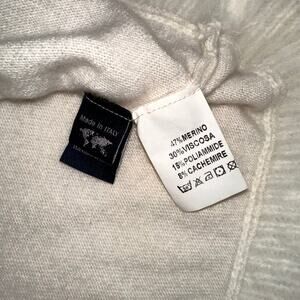 Made in ITALY
47%MERINO
30%VISCOSA
15%POLIAMMIDE
8%CACHEMIRE